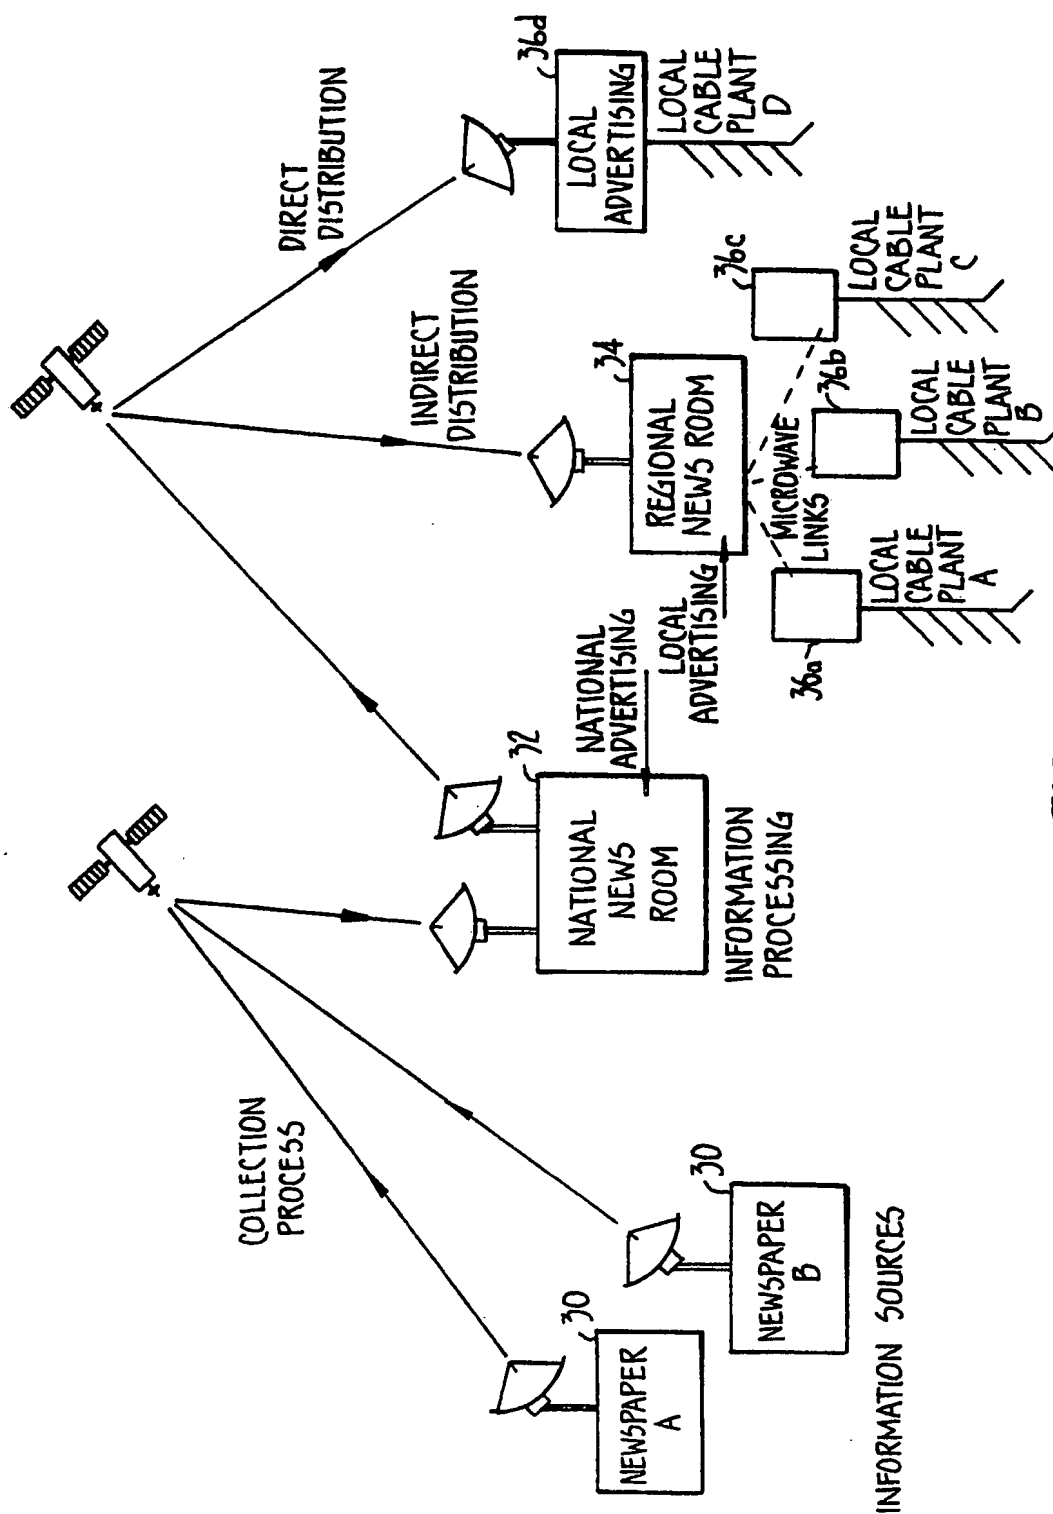 COLLECTION
PROCESS
DIRECT
DISTRIBUTION
INDIRECT
DISTRIBUTION
30
NEWSPAPER
A
30
NEWSPAPER
B
INFORMATION SOURCES
32
NATIONAL
NEWS
ROOM
INFORMATION
PROCESSING
NATIONAL
ADVERTISING
LOCAL
ADVERTISING
34
REGIONAL
NEWS ROOM
MICROWAVE
LINKS
36a
LOCAL
CABLE
PLANT
A
36b
LOCAL
CABLE
PLANT
B
36c
LOCAL
CABLE
PLANT
C
36d
LOCAL
ADVERTISING
LOCAL
CABLE
PLANT
D